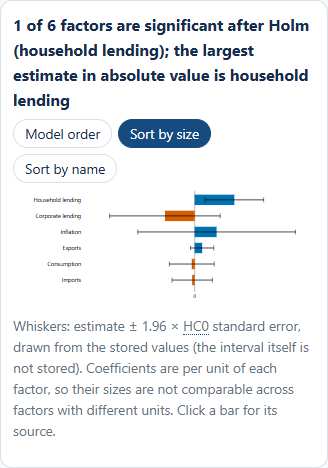 1 of 6 factors are significant after Holm
(household lending); the largest
estimate in absolute value is household
lending
Model order
Sort by size
Sort by name
Household lending
Corporate lending
Inflation
Exports
Consumption
Imports
0
Whiskers: estimate ± 1.96 × HC0 standard error,
drawn from the stored values (the interval itself is
not stored). Coefficients are per unit of each
factor, so their sizes are not comparable across
factors with different units. Click a bar for its
source.